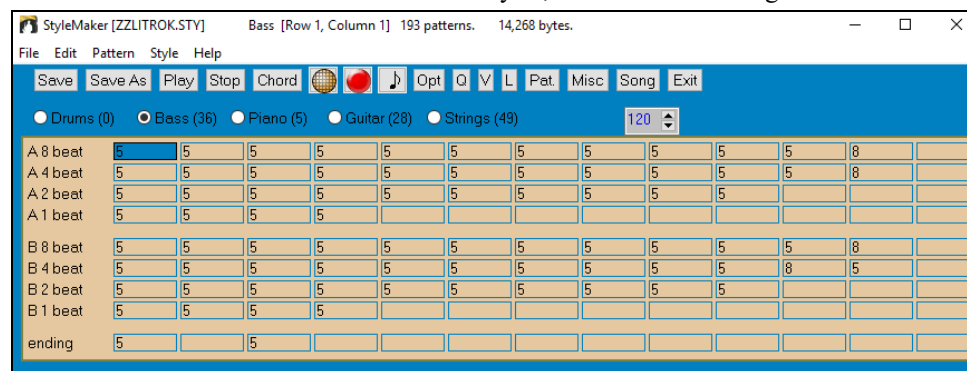 StyleMaker [ZZLITROK.STY] Bass [Row 1, Column 1] 193 patterns. 14,268 bytes.
File Edit Pattern Style Help
Save Save As Play Stop Chord Opt Q V L Pat. Misc Song Exit
Drums (0) Bass (36) Piano (5) Guitar (28) Strings (49) 120
A 8 beat 5 5 5 5 5 5 5 5 5 5 5 8
A 4 beat 5 5 5 5 5 5 5 5 5 5 5 8
A 2 beat 5 5 5 5 5 5 5 5 5 5
A 1 beat 5 5 5 5
B 8 beat 5 5 5 5 5 5 5 5 5 5 5 8
B 4 beat 5 5 5 5 5 5 5 5 5 5 8 5
B 2 beat 5 5 5 5 5 5 5 5 5 5
B 1 beat 5 5 5 5
ending 5 5